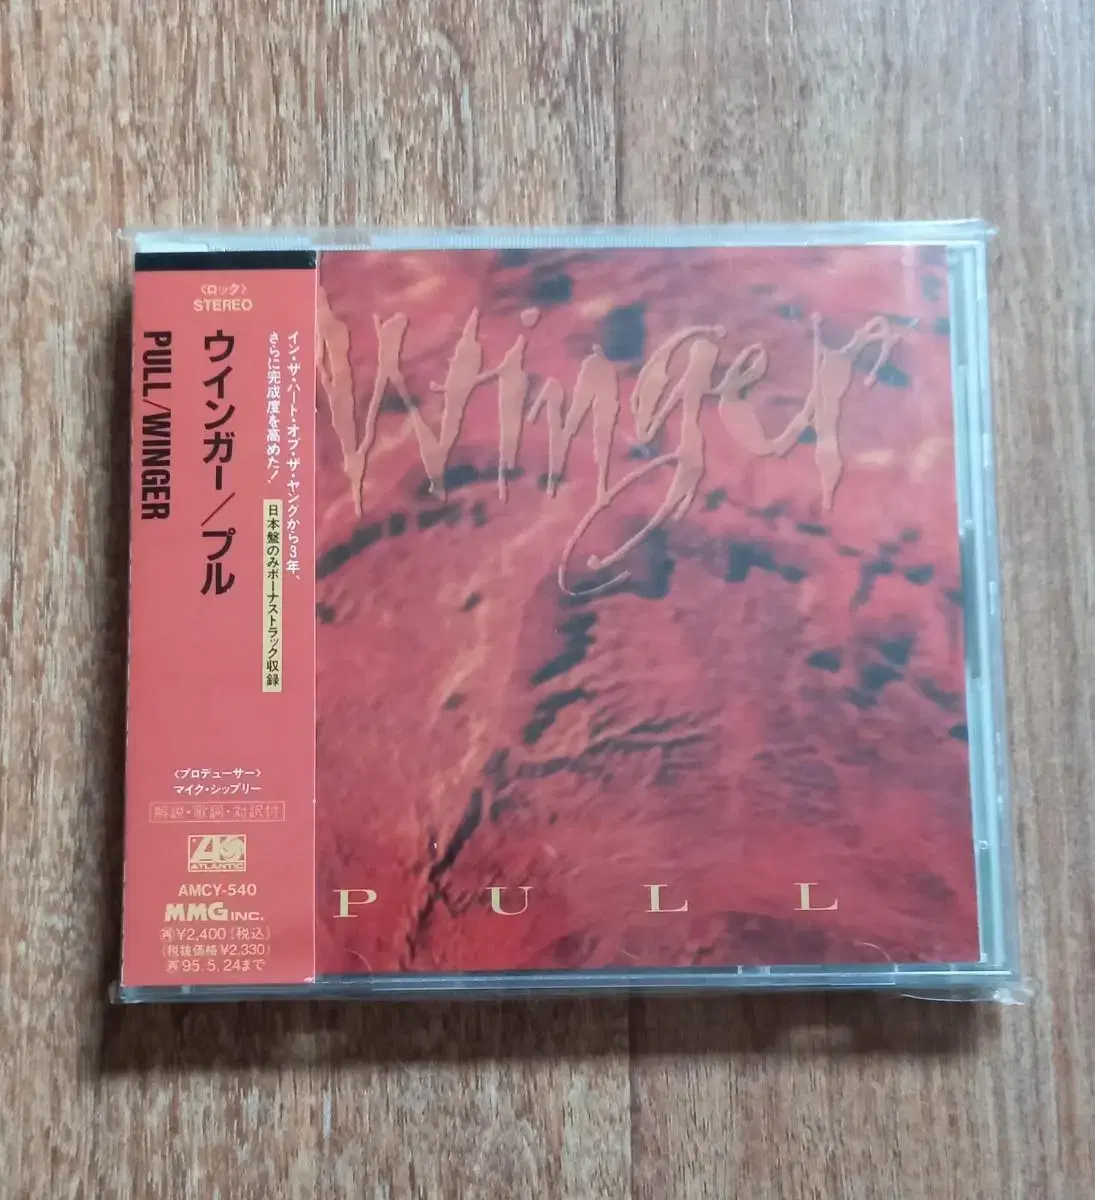 〈ロック〉
STEREO
ウインガー／プル
PULL/WINGER
イン・ザ・ハート・オブ・ザ・ヤングから3年、
さらに完成度を高めた！
日本盤のみボーナストラック収録
〈プロデューサー〉
マイク・シップリー
解説・歌詞・対訳付
ATLANTIC
AMCY-540
MMG INC.
㋫¥2,400(税込)
(税抜価格¥2,330)
㋫95.5.24まで
Winger
PULL